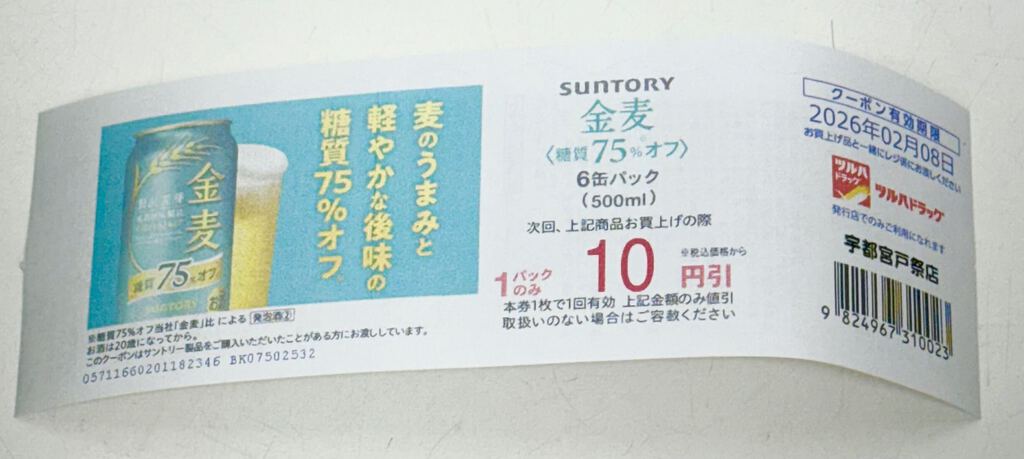 麦のうまみと
軽やかな後味の
糖質75%オフ
金麦
糖質75%オフ
SUNTORY
※糖質75%オフ当社「金麦」比 による 発泡酒②
お酒は20歳になってから。
このクーポンはサントリー製品をご購入いただいたことがある方にお渡ししています。
05711660201182346 BK07502532
SUNTORY
金麦
〈糖質75%オフ〉
6缶パック
(500ml)
次回、上記商品お買上げの際
1パックのみ
10円引
※税込価格から
本券1枚で1回有効 上記金額のみ値引
取扱いのない場合はご容赦ください
クーポン有効期限
2026年02月08日
お買上げ品と一緒にレジ係にお渡しください
ツルハ
ドラッグ
ツルハドラッグ
発行店でのみご利用になれます
宇都宮戸祭店
9 824967 310023